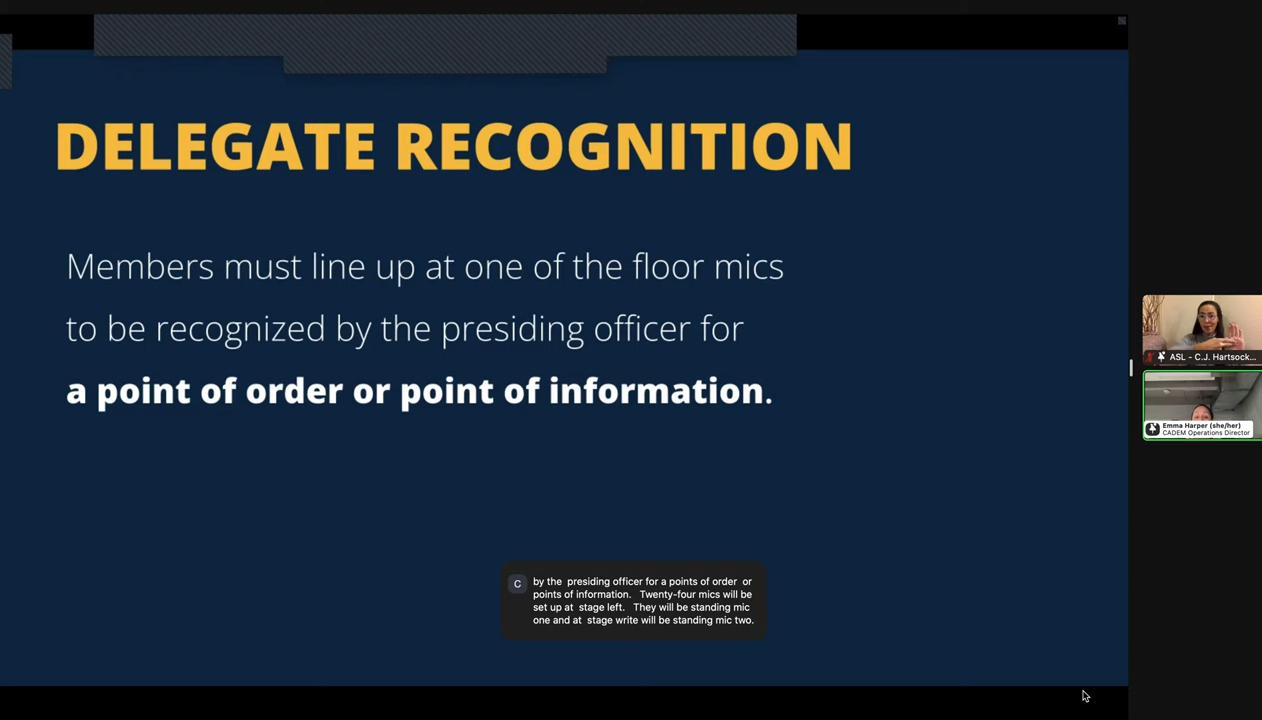 DELEGATE RECOGNITION
Members must line up at one of the floor mics
to be recognized by the presiding officer for
a point of order or point of information.
ASL - C.J. Hartsock...
Emma Harper (she/her)
CADEM Operations Director
C
by the presiding officer for a points of order or
points of information. Twenty-four mics will be
set up at stage left. They will be standing mic
one and at stage write will be standing mic two.